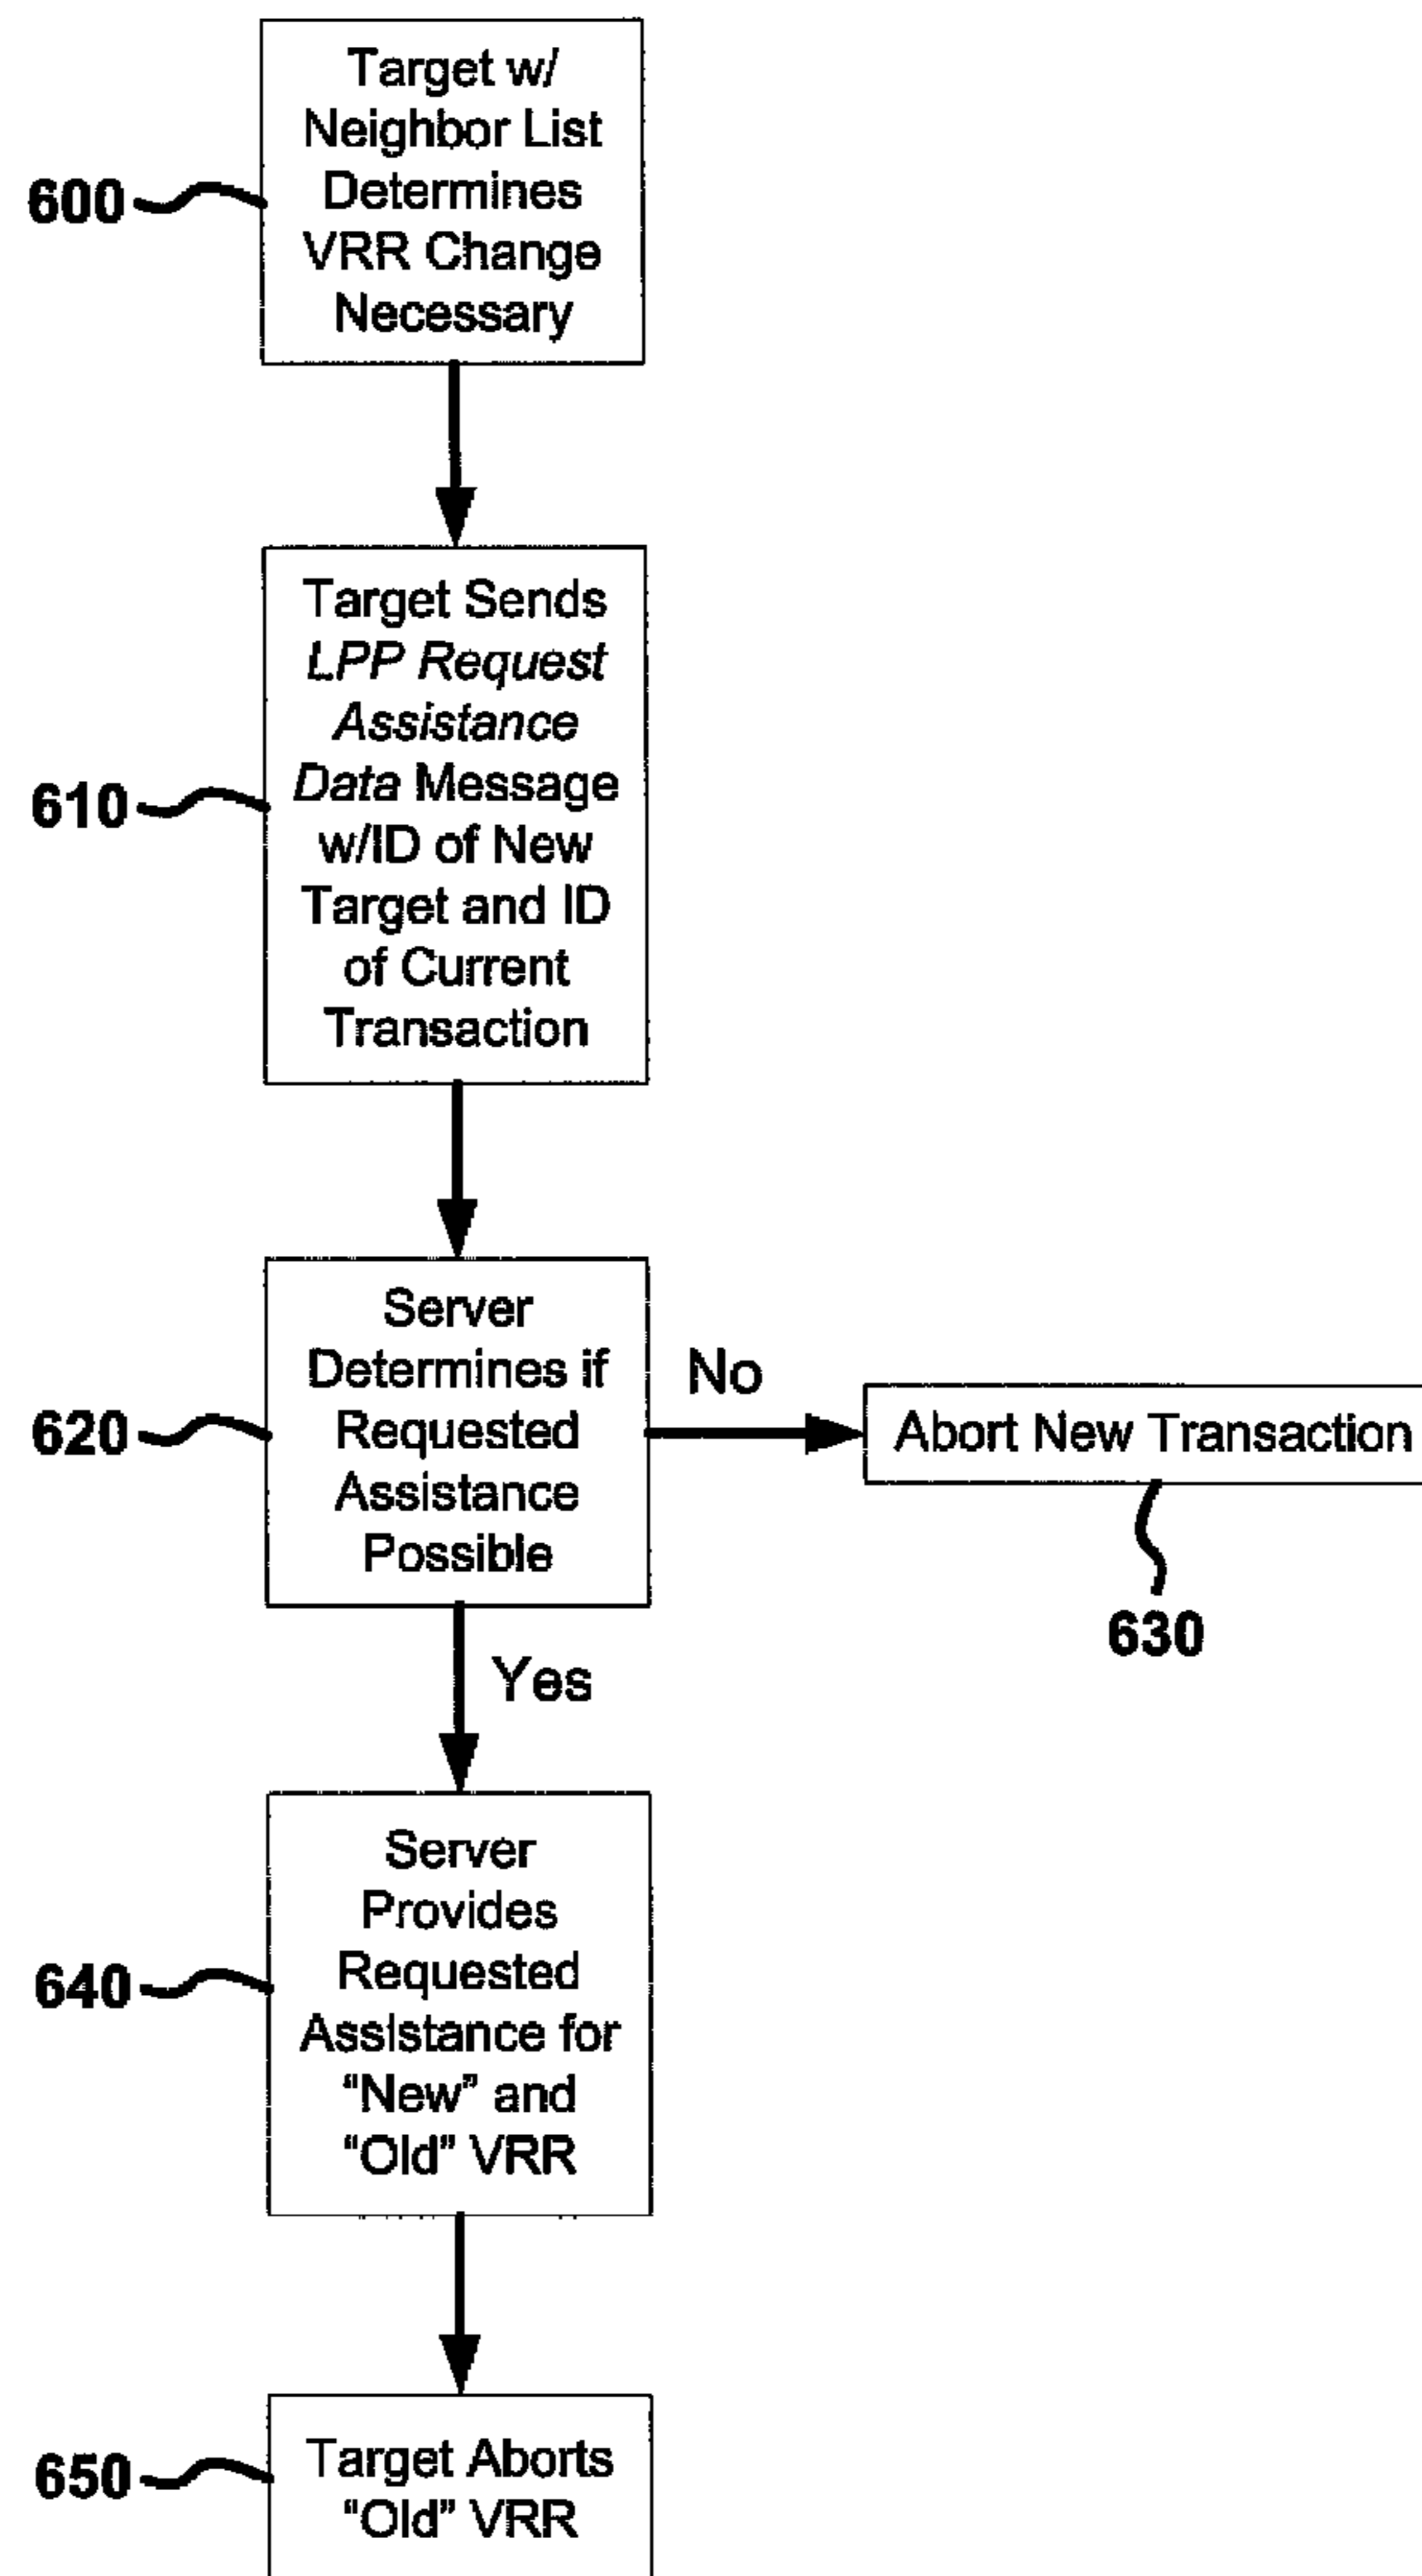 Target w/
Neighbor List
Determines
VRR Change
Necessary
600
Target Sends
LPP Request
Assistance
Data Message
w/ID of New
Target and ID
of Current
Transaction
610
Server
Determines if
Requested
Assistance
Possible
620
No
Abort New Transaction
630
Yes
Server
Provides
Requested
Assistance for
“New” and
“Old” VRR
640
Target Aborts
“Old” VRR
650